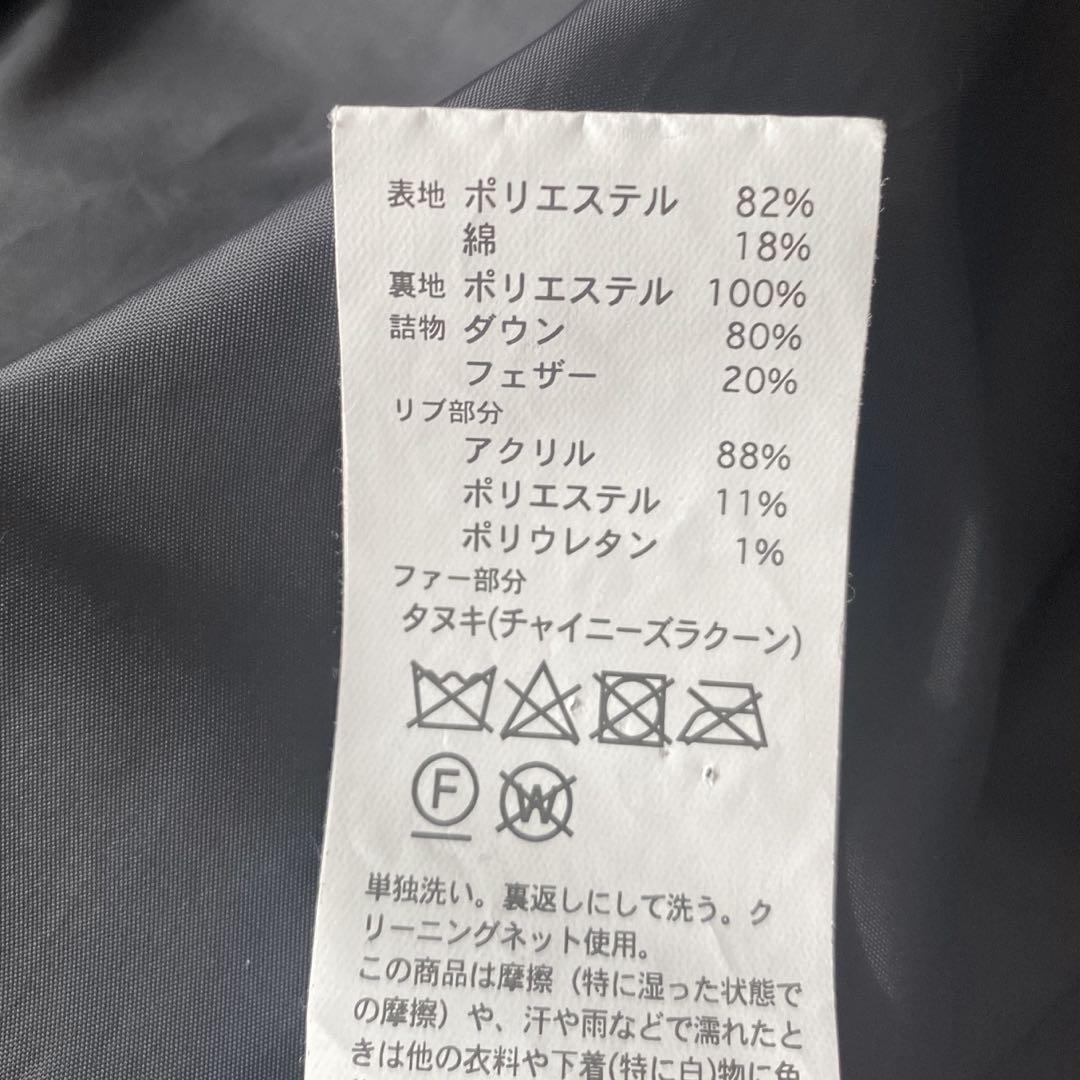 表地 ポリエステル 82%
綿 18%
裏地 ポリエステル 100%
詰物 ダウン 80%
フェザー 20%
リブ部分
アクリル 88%
ポリエステル 11%
ポリウレタン 1%
ファー部分
タヌキ(チャイニーズラクーン)
F
W
単独洗い。裏返しにして洗う。ク
リーニングネット使用。
この商品は摩擦（特に湿った状態で
の摩擦）や、汗や雨などで濡れたと
きは他の衣料や下着(特に白)物に色